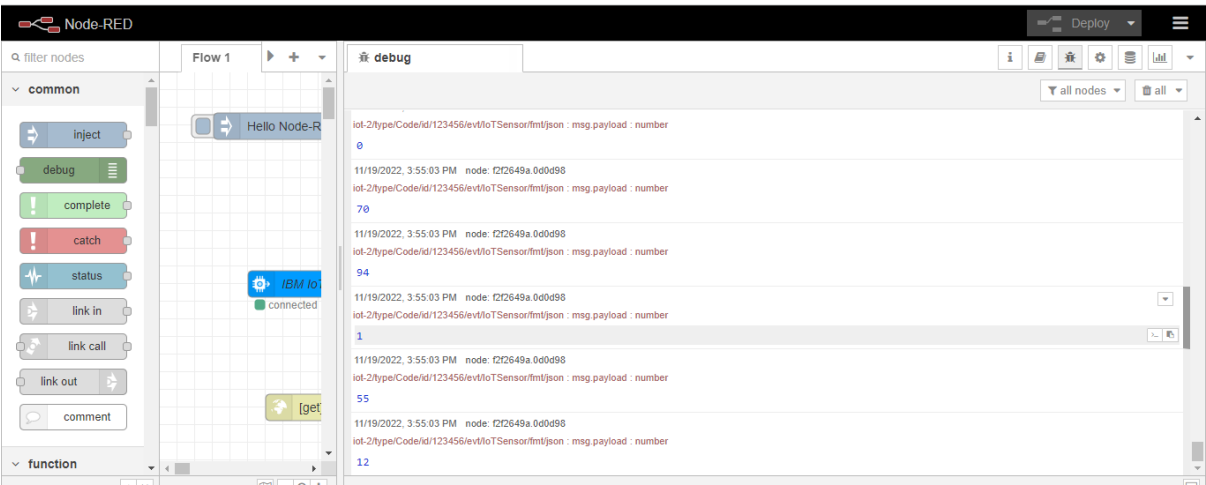 Node-RED
Deploy
filter nodes
Flow 1
debug
i
common
all nodes
all
inject
debug
complete
catch
status
link in
link call
link out
comment
function
Hello Node-R
IBM IoT
connected
[get]
iot-2/type/Code/id/123456/evt/IoTSensor/fmt/json : msg.payload : number
0
11/19/2022, 3:55:03 PM node: f2f2649a.0d0d98
iot-2/type/Code/id/123456/evt/IoTSensor/fmt/json : msg.payload : number
70
11/19/2022, 3:55:03 PM node: f2f2649a.0d0d98
iot-2/type/Code/id/123456/evt/IoTSensor/fmt/json : msg.payload : number
94
11/19/2022, 3:55:03 PM node: f2f2649a.0d0d98
iot-2/type/Code/id/123456/evt/IoTSensor/fmt/json : msg.payload : number
1
11/19/2022, 3:55:03 PM node: f2f2649a.0d0d98
iot-2/type/Code/id/123456/evt/IoTSensor/fmt/json : msg.payload : number
55
11/19/2022, 3:55:03 PM node: f2f2649a.0d0d98
iot-2/type/Code/id/123456/evt/IoTSensor/fmt/json : msg.payload : number
12